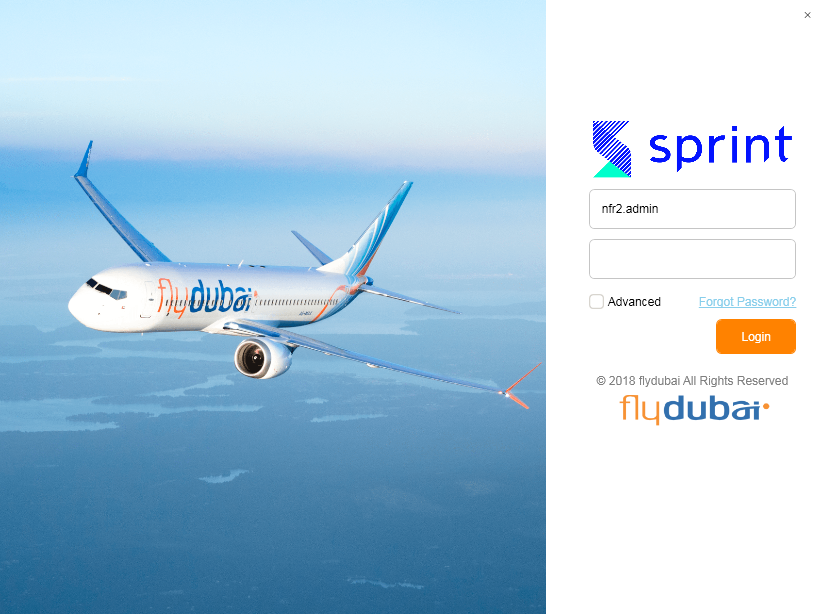 flydubai
sprint
nfr2.admin
Advanced
Forgot Password?
Login
© 2018 flydubai All Rights Reserved
flydubai